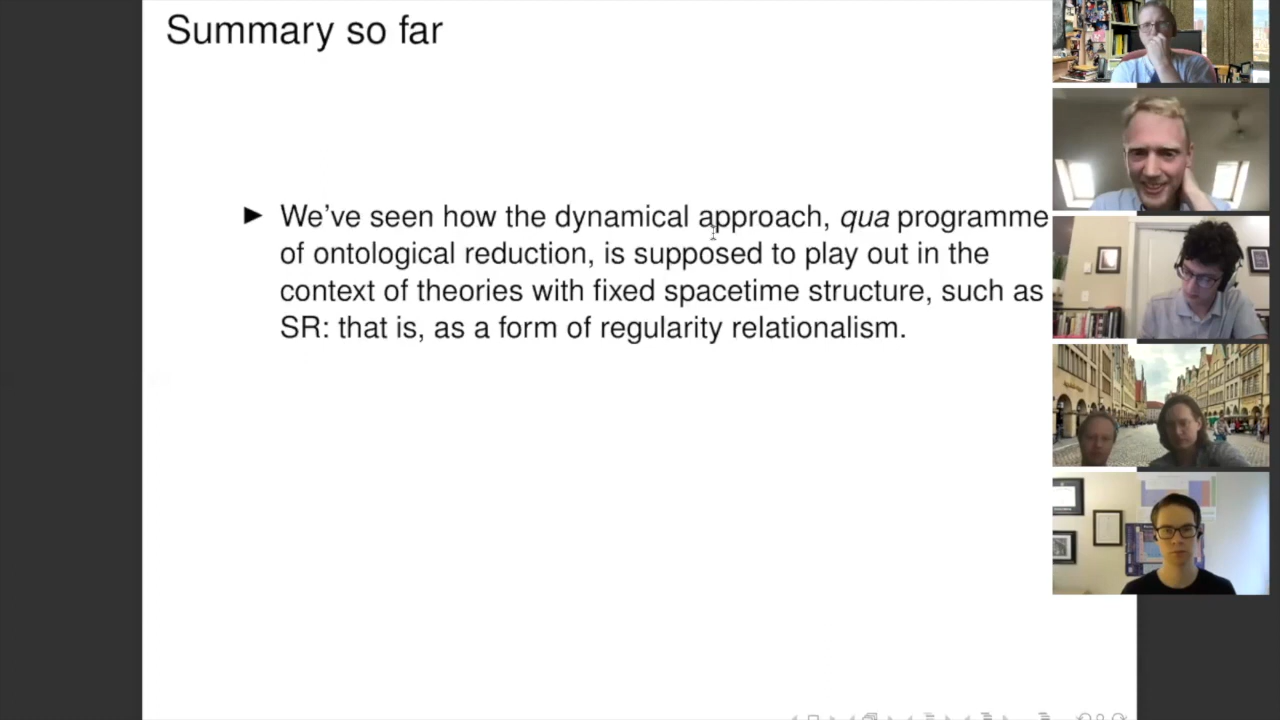 Summary so far
▶ We've seen how the dynamical approach, qua programme
of ontological reduction, is supposed to play out in the
context of theories with fixed spacetime structure, such as
SR: that is, as a form of regularity relationalism.